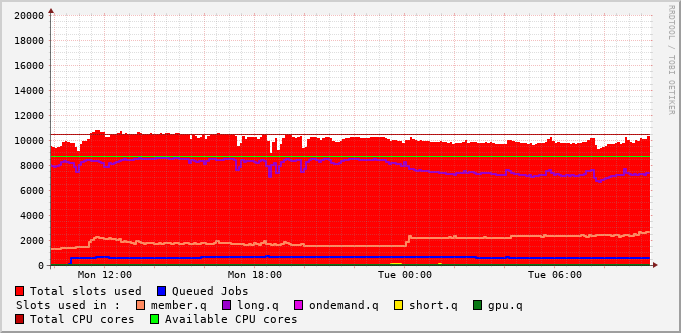 20000
18000
16000
14000
12000
10000
8000
6000
4000
2000
0
Mon 12:00 Mon 18:00 Tue 00:00 Tue 06:00
RRDTOOL / TOBI OETIKER
Total slots used Queued Jobs
Slots used in : member.q long.q ondemand.q short.q gpu.q
Total CPU cores Available CPU cores